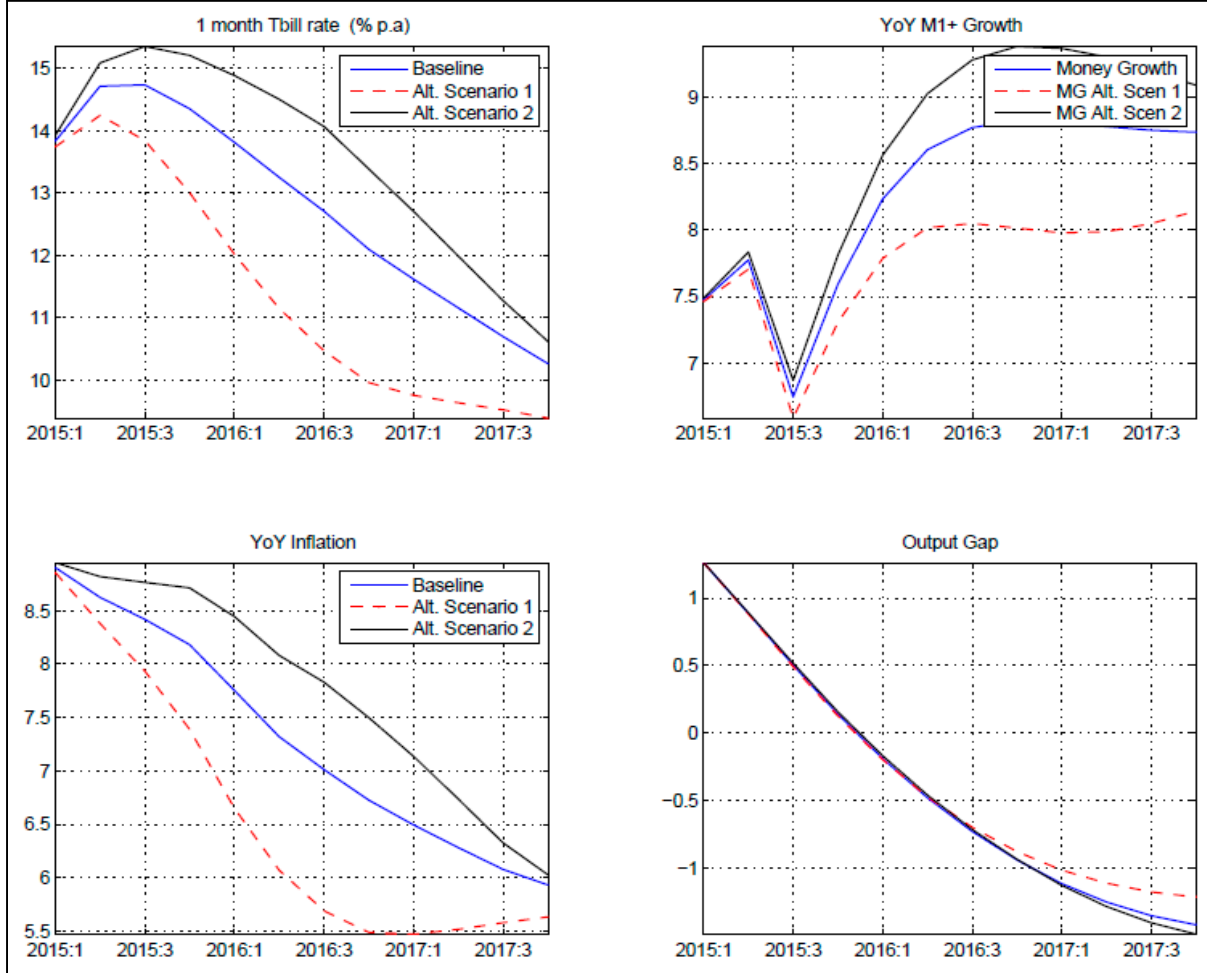 1 month Tbill rate (% p.a)
Baseline
Alt. Scenario 1
Alt. Scenario 2
15
14
13
12
11
10
2015:1 2015:3 2016:1 2016:3 2017:1 2017:3
YoY M1+ Growth
Money Growth
MG Alt. Scen 1
MG Alt. Scen 2
9
8.5
8
7.5
7
2015:1 2015:3 2016:1 2016:3 2017:1 2017:3
YoY Inflation
Baseline
Alt. Scenario 1
Alt. Scenario 2
8.5
8
7.5
7
6.5
6
5.5
2015:1 2015:3 2016:1 2016:3 2017:1 2017:3
Output Gap
1
0.5
0
−0.5
−1
2015:1 2015:3 2016:1 2016:3 2017:1 2017:3